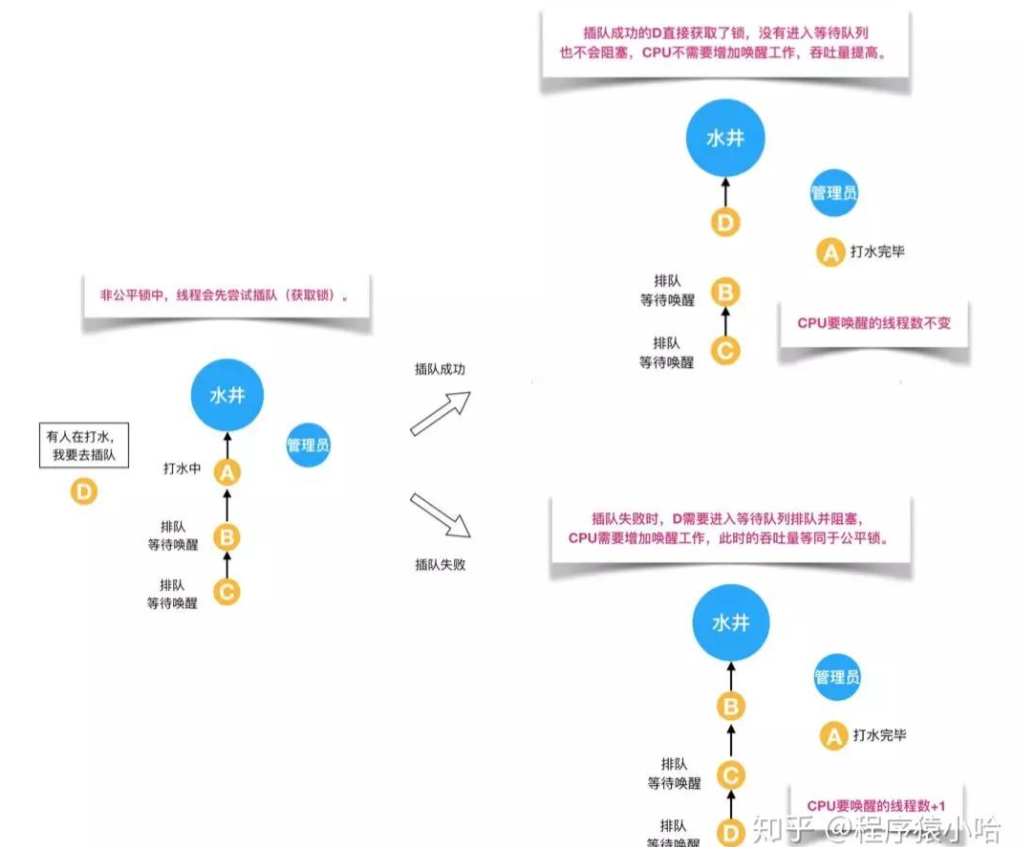 非公平锁中，线程会先尝试插队（获取锁）。
水井
管理员
有人在打水，
我要去插队
D
打水中
A
排队
等待唤醒
B
排队
等待唤醒
C
插队成功
插队失败
插队成功的D直接获取了锁，没有进入等待队列
也不会阻塞，CPU不需要增加唤醒工作，吞吐量提高。
水井
管理员
D
A
打水完毕
排队
等待唤醒
B
排队
等待唤醒
C
CPU要唤醒的线程数不变
插队失败时，D需要进入等待队列排队并阻塞，
CPU需要增加唤醒工作，此时的吞吐量等同于公平锁。
水井
管理员
B
A
打水完毕
排队
等待唤醒
C
排队
等待唤醒
D
CPU要唤醒的线程数+1
知乎 @程序猿小哈